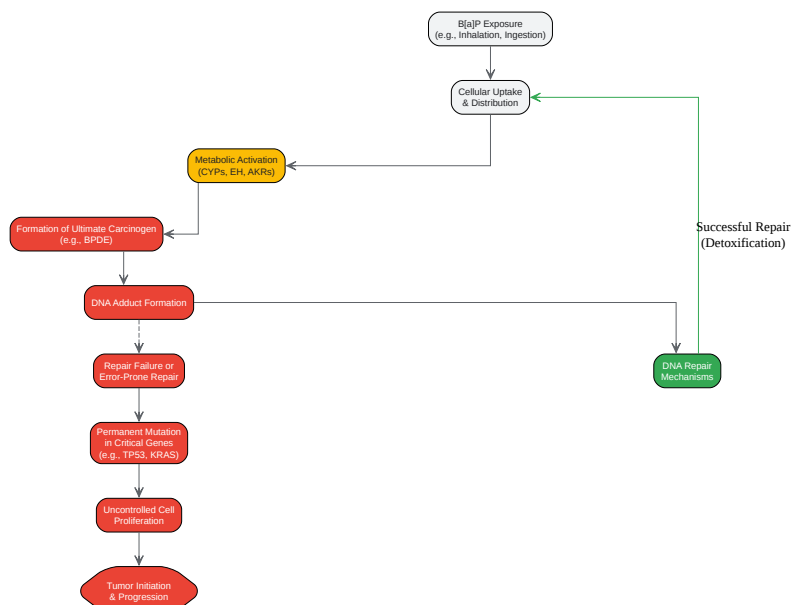 B[a]P Exposure
(e.g., Inhalation, Ingestion)
Cellular Uptake
& Distribution
Metabolic Activation
(CYPs, EH, AKRs)
Formation of Ultimate Carcinogen
(e.g., BPDE)
Successful Repair
(Detoxification)
DNA Adduct Formation
Repair Failure or
Error-Prone Repair
DNA Repair
Mechanisms
Permanent Mutation
in Critical Genes
(e.g., TP53, KRAS)
Uncontrolled Cell
Proliferation
Tumor Initiation
& Progression